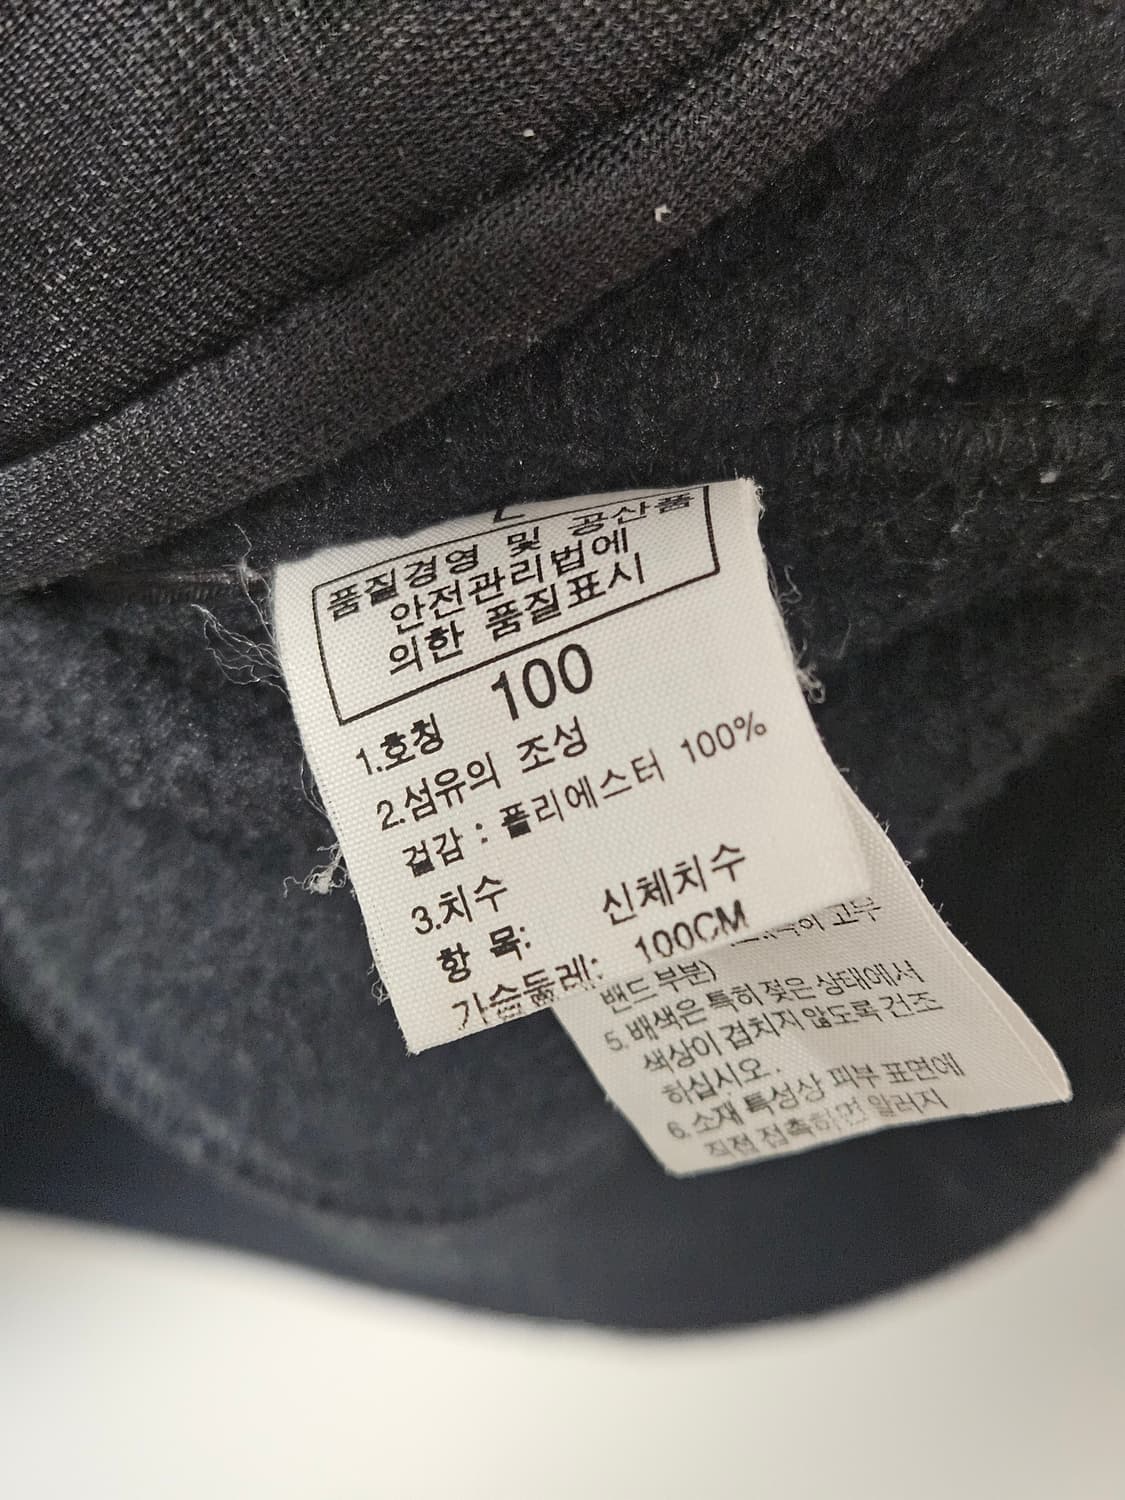 품질경영 및 공산품
안전관리법에
의한 품질표시
1.호칭 100
2.섬유의 조성
겉감 : 폴리에스터 100%
3.치수
항 목: 신체치수
가슴둘레: 100CM
밴드부분)
5. 배색은 특히 젖은 상태에서
색상이 겹치지 않도록 건조
하십시오.
6.소재 특성상 피부 표면에
직접 접촉하면 알러지